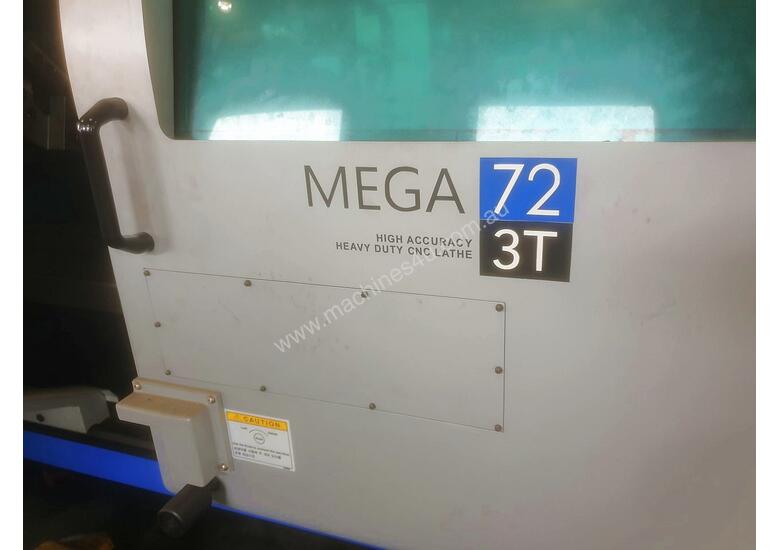 MEGA 72
3T
HIGH ACCURACY
HEAVY DUTY CNC LATHE
www.machines4u.com.au
CAUTION